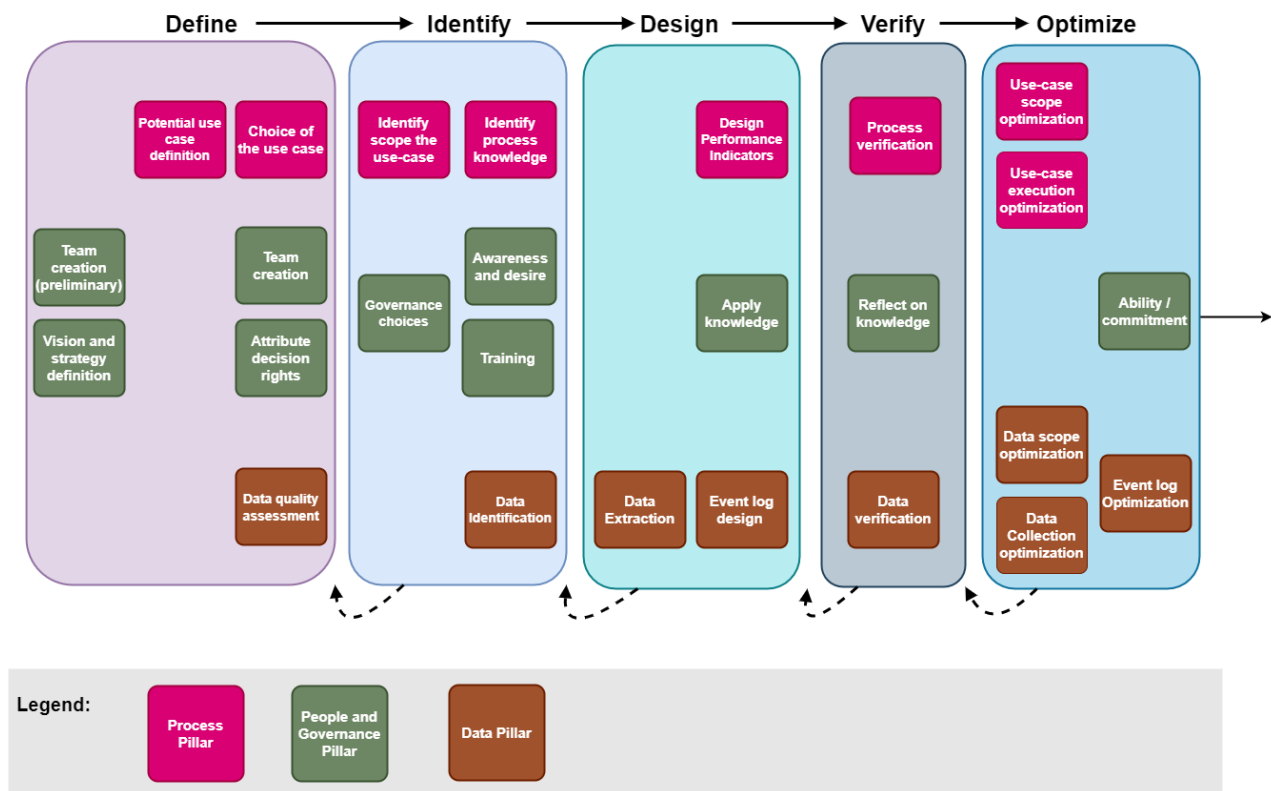 Define
Identify
Design
Verify
Optimize
Potential use
case
definition
Choice of
the use case
Team
creation
(preliminary)
Team
creation
Vision and
strategy
definition
Attribute
decision
rights
Data quality
assessment
Identify
scope the
use-case
Identify
process
knowledge
Governance
choices
Awareness
and desire
Training
Data
Identification
Design
Performance
Indicators
Apply
knowledge
Data
Extraction
Event log
design
Process
verification
Reflect on
knowledge
Data
verification
Use-case
scope
optimization
Use-case
execution
optimization
Ability /
commitment
Data scope
optimization
Event log
Optimization
Data
Collection
optimization
Legend:
Process
Pillar
People and
Governance
Pillar
Data Pillar